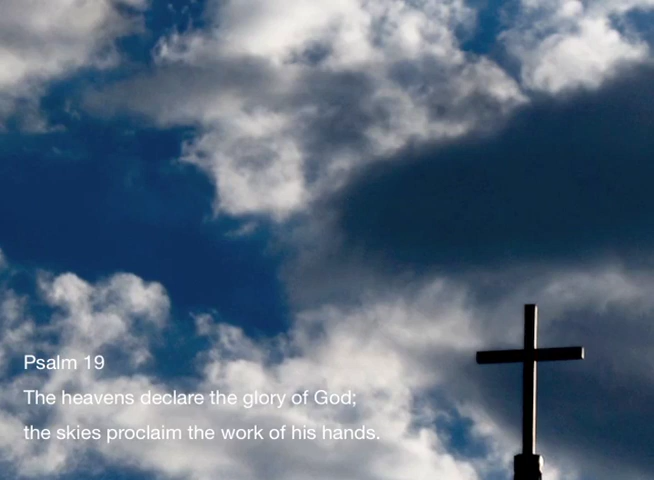 Psalm 19
The heavens declare the glory of God;
the skies proclaim the work of his hands.